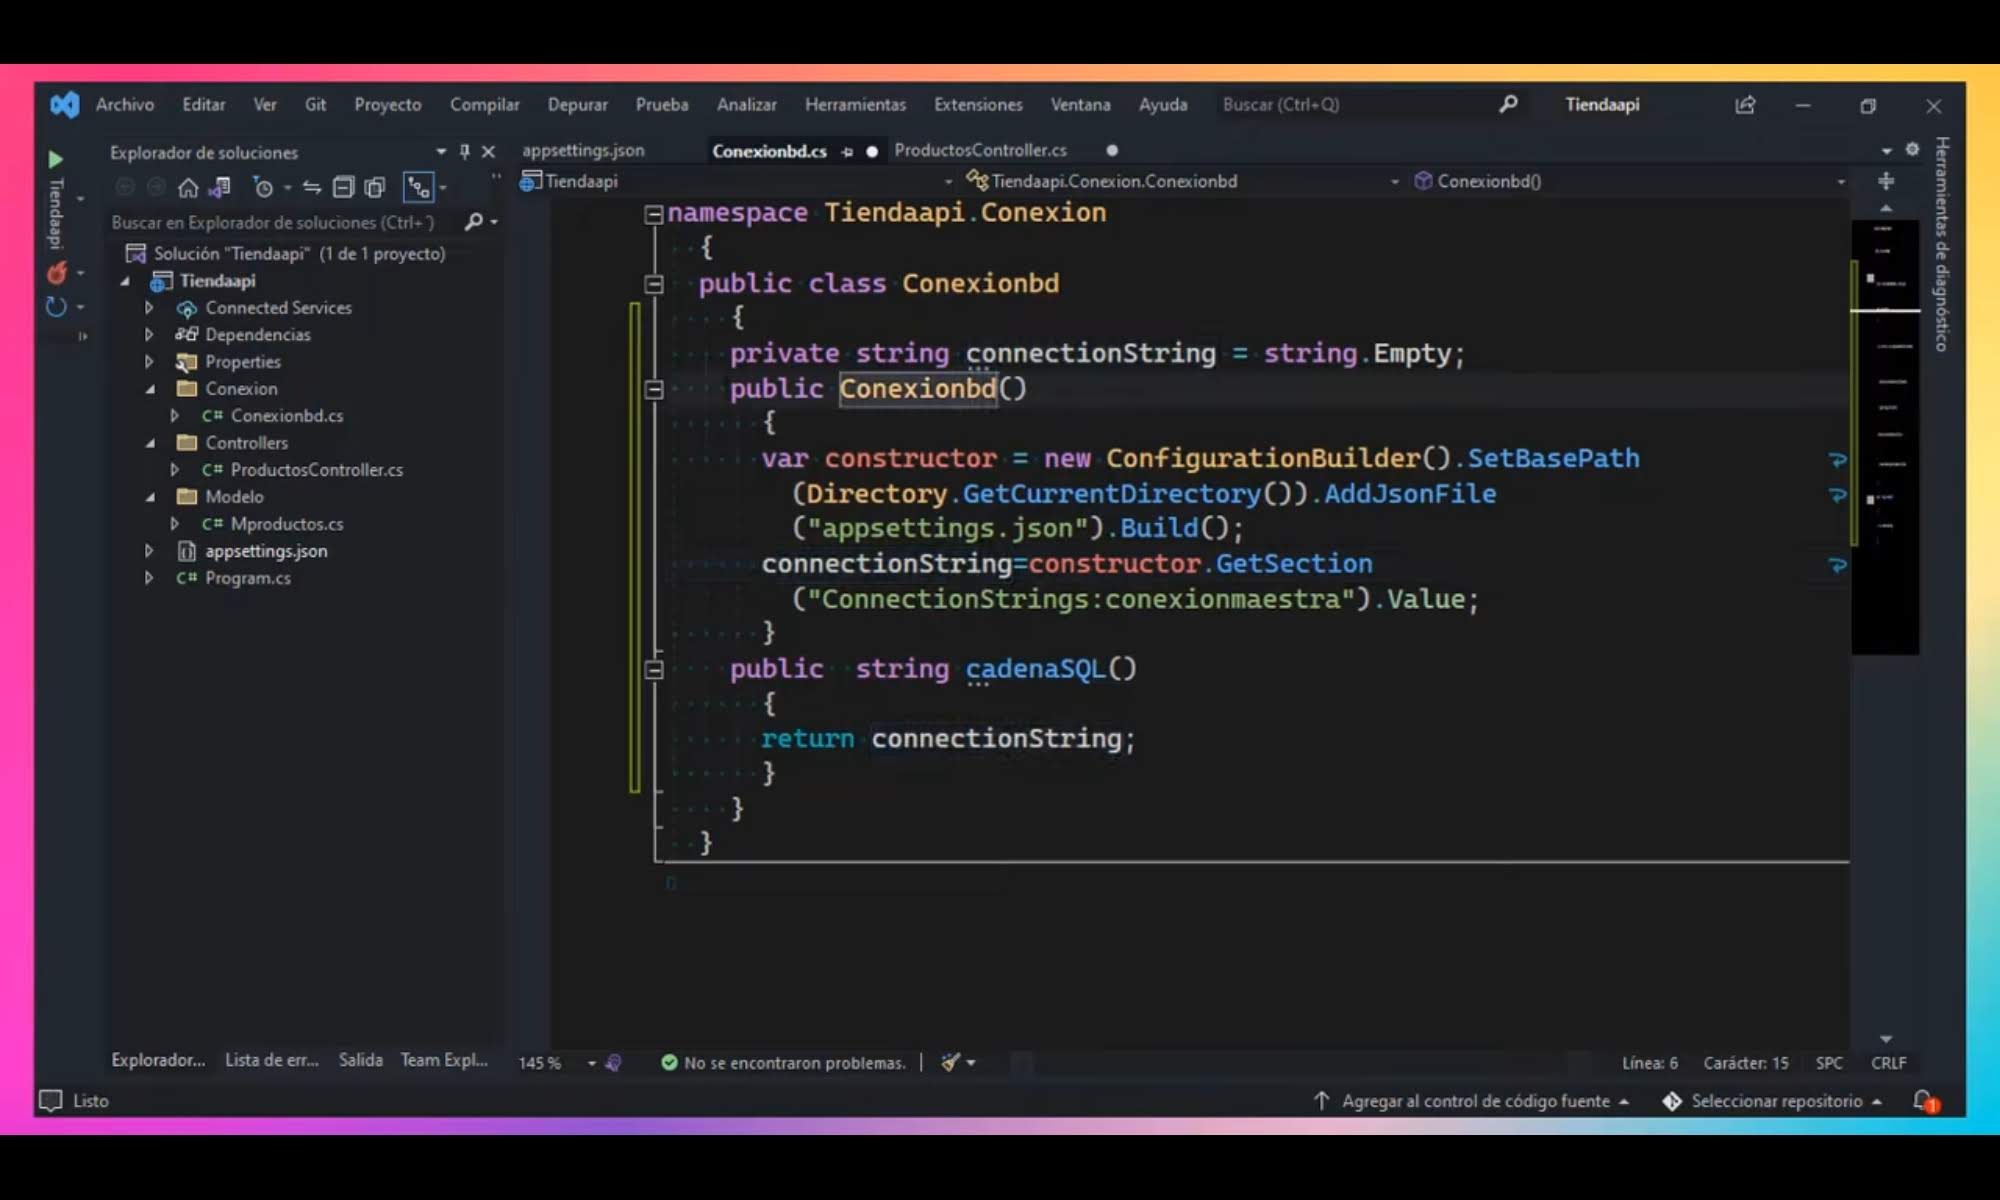 Archivo Editar Ver Git Proyecto Compilar Depurar Prueba Analizar Herramientas Extensiones Ventana Ayuda Buscar (Ctrl+Q) Tiendaapi
Explorador de soluciones
appsettings.json Conexionbd.cs ProductosController.cs
Tiendaapi Tiendaapi.Conexion.Conexionbd Conexionbd()
Buscar en Explorador de soluciones (Ctrl+´)
Solución "Tiendaapi" (1 de 1 proyecto)
Tiendaapi
Connected Services
Dependencias
Properties
Conexion
C# Conexionbd.cs
Controllers
C# ProductosController.cs
Modelo
C# Mproductos.cs
appsettings.json
C# Program.cs
Tiendaapi
namespace Tiendaapi.Conexion
{
public class Conexionbd
{
private string connectionString = string.Empty;
public Conexionbd()
{
var constructor = new ConfigurationBuilder().SetBasePath
(Directory.GetCurrentDirectory()).AddJsonFile
("appsettings.json").Build();
connectionString=constructor.GetSection
("ConnectionStrings:conexionmaestra").Value;
}
public string cadenaSQL()
{
return connectionString;
}
}
}
Herramientas de diagnóstico
Explorador... Lista de err... Salida Team Expl...
145 % No se encontraron problemas. Línea: 6 Carácter: 15 SPC CRLF
Listo Agregar al control de código fuente Seleccionar repositorio 1